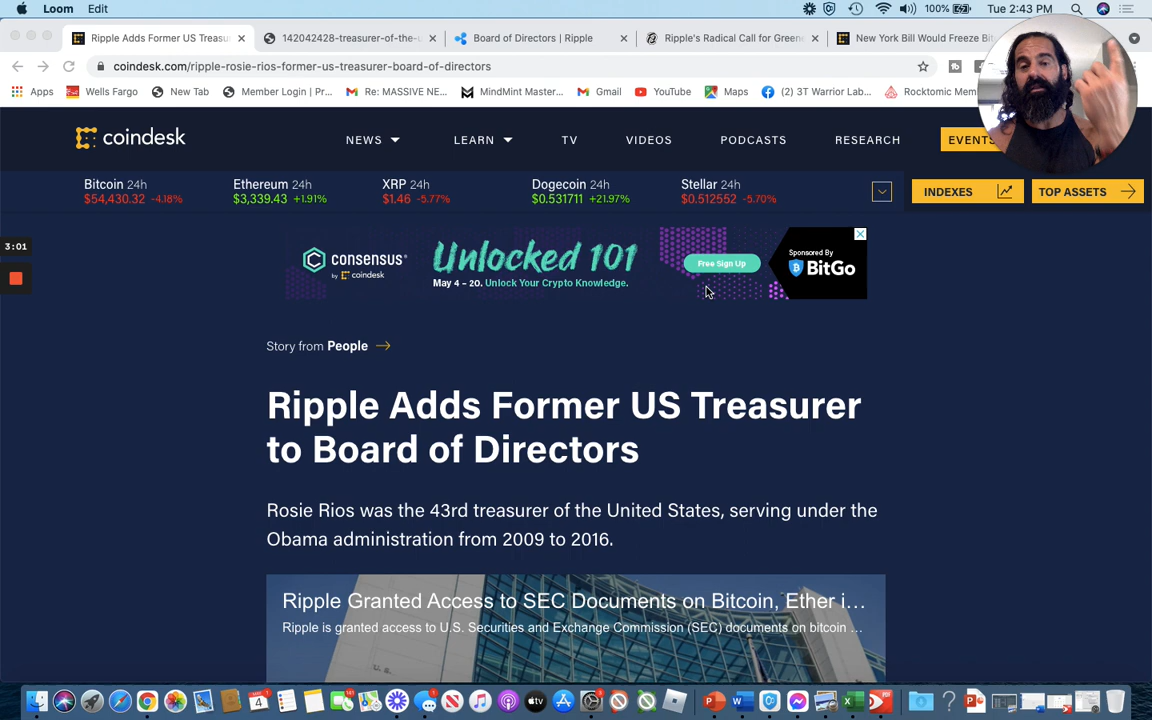 Loom Edit 100% Tue 2:43 PM
Ripple Adds Former US Treasu 142042428-treasurer-of-the-u Board of Directors | Ripple Ripple's Radical Call for Greene New York Bill Would Freeze Bit
coindesk.com/ripple-rosie-rios-former-us-treasurer-board-of-directors
Apps Wells Fargo New Tab Member Login | Pr... Re: MASSIVE NE... MindMint Master... Gmail YouTube Maps (2) 3T Warrior Lab... Rocktomic Mem
coindesk NEWS LEARN TV VIDEOS PODCASTS RESEARCH EVENTS
Bitcoin 24h Ethereum 24h XRP 24h Dogecoin 24h Stellar 24h
$54,430.32 -4.18% $3,339.43 +1.91% $1.46 -5.77% $0.531711 +21.97% $0.512552 -5.70%
INDEXES TOP ASSETS
3:01
consensus
by coindesk
Unlocked 101
May 4 – 20. Unlock Your Crypto Knowledge.
Free Sign Up
Sponsored By
BitGo
Story from People
Ripple Adds Former US Treasurer
to Board of Directors
Rosie Rios was the 43rd treasurer of the United States, serving under the
Obama administration from 2009 to 2016.
Ripple Granted Access to SEC Documents on Bitcoin, Ether i...
Ripple is granted access to U.S. Securities and Exchange Commission (SEC) documents on bitcoin ...